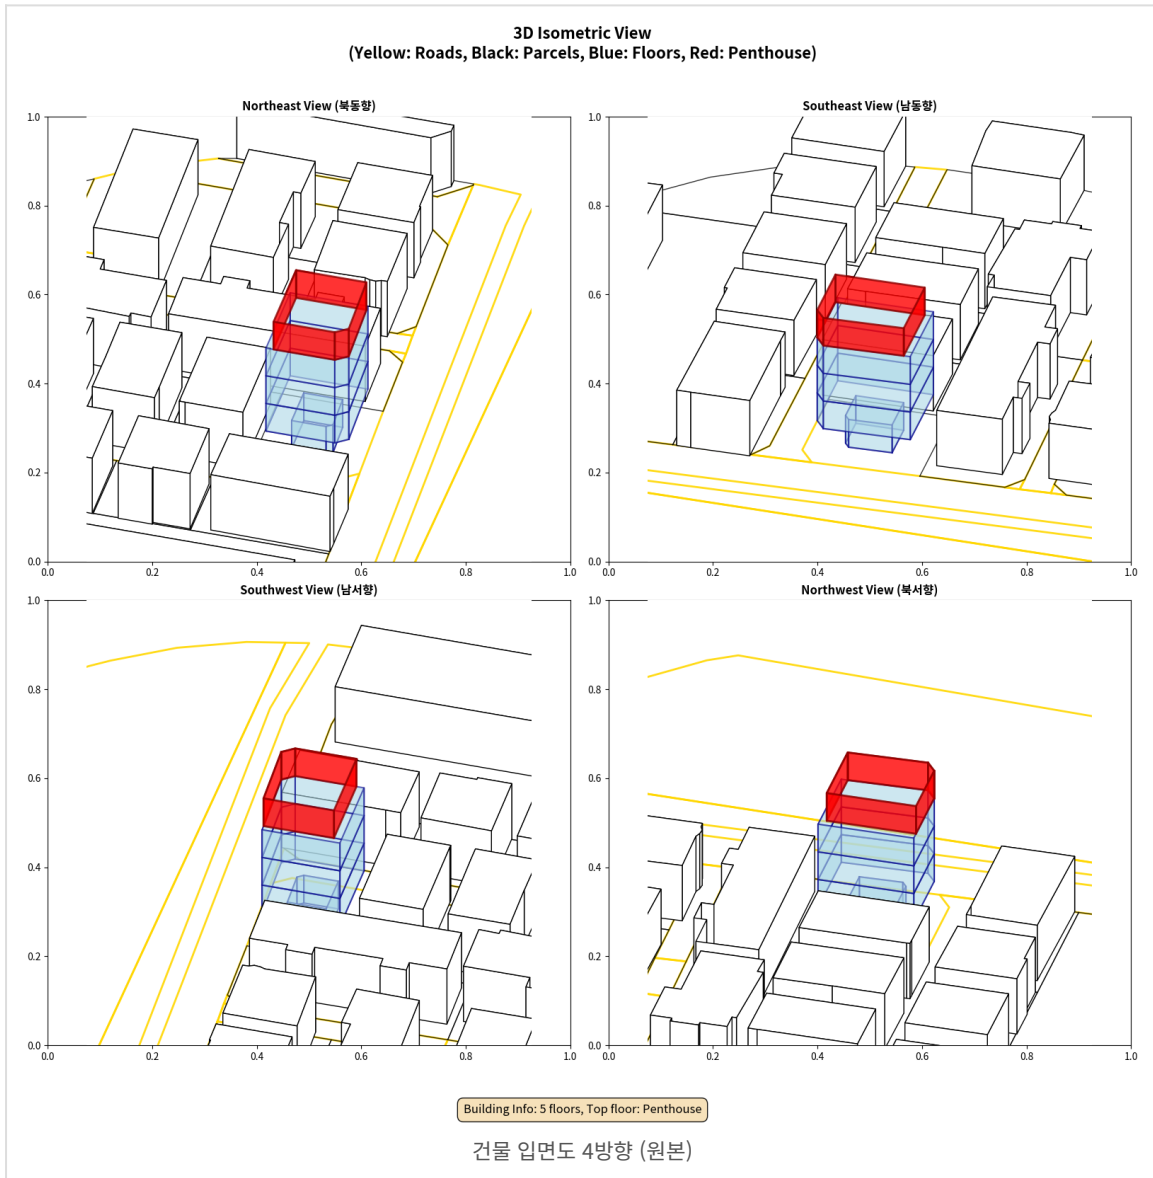 3D Isometric View
(Yellow: Roads, Black: Parcels, Blue: Floors, Red: Penthouse)
Northeast View (북동향)
1.0
0.8
0.6
0.4
0.2
0.0
0.0 0.2 0.4 0.6 0.8 1.0
Southeast View (남동향)
1.0
0.8
0.6
0.4
0.2
0.0
0.0 0.2 0.4 0.6 0.8 1.0
Southwest View (남서향)
1.0
0.8
0.6
0.4
0.2
0.0
0.0 0.2 0.4 0.6 0.8 1.0
Northwest View (북서향)
1.0
0.8
0.6
0.4
0.2
0.0
0.0 0.2 0.4 0.6 0.8 1.0
Building Info: 5 floors, Top floor: Penthouse
건물 입면도 4방향 (원본)